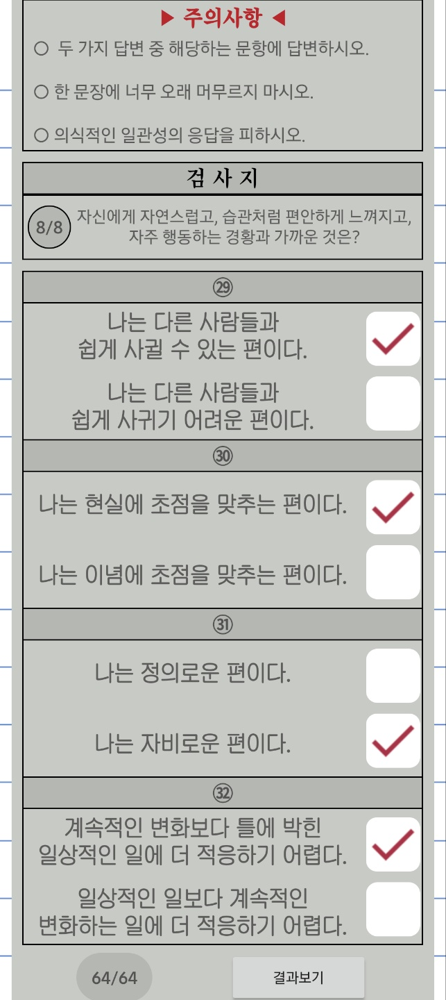 ▶ 주의사항 ◀
○ 두 가지 답변 중 해당하는 문항에 답변하시오.
○ 한 문장에 너무 오래 머무르지 마시오.
○ 의식적인 일관성의 응답을 피하시오.
검 사 지
8/8
자신에게 자연스럽고, 습관처럼 편안하게 느껴지고,
자주 행동하는 경황과 가까운 것은?
㉙
나는 다른 사람들과
쉽게 사귈 수 있는 편이다.
나는 다른 사람들과
쉽게 사귀기 어려운 편이다.
㉚
나는 현실에 초점을 맞추는 편이다.
나는 이념에 초점을 맞추는 편이다.
㉛
나는 정의로운 편이다.
나는 자비로운 편이다.
㉜
계속적인 변화보다 틀에 박힌
일상적인 일에 더 적응하기 어렵다.
일상적인 일보다 계속적인
변화하는 일에 더 적응하기 어렵다.
64/64
결과보기